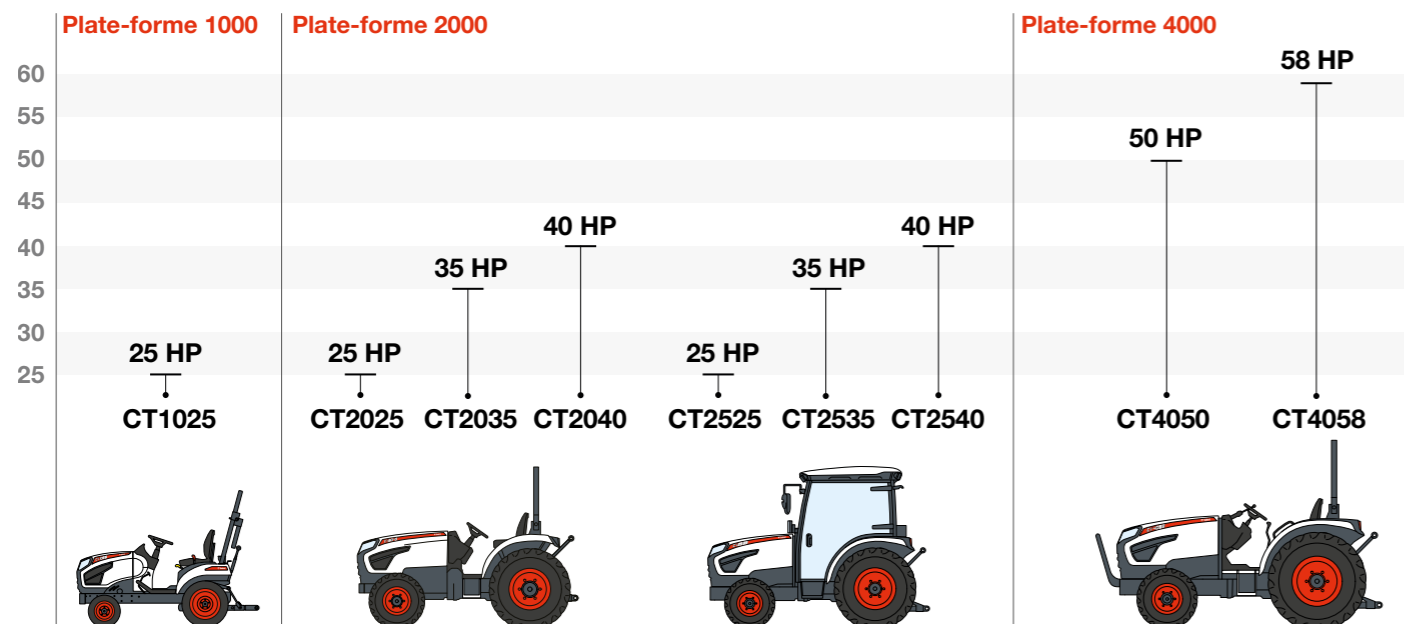 Plate-forme 1000
Plate-forme 2000
Plate-forme 4000
60
55
50
45
40
35
30
25
25 HP
25 HP
35 HP
40 HP
25 HP
35 HP
40 HP
50 HP
58 HP
CT1025
CT2025
CT2035
CT2040
CT2525
CT2535
CT2540
CT4050
CT4058